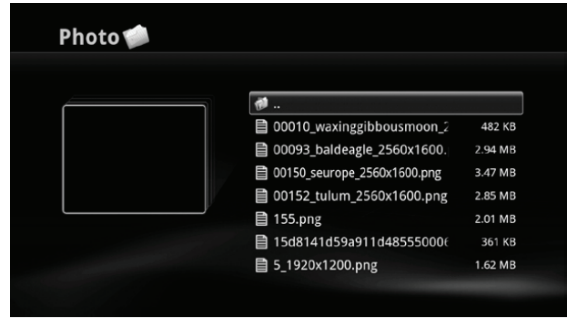 Photo
..
00010_waxinggibbousmoon_2 482 KB
00093_baldeagle_2560x1600. 2.94 MB
00150_seurope_2560x1600.png 3.47 MB
00152_tulum_2560x1600.png 2.85 MB
155.png 2.01 MB
15d8141d59a911d485550006 361 KB
5_1920x1200.png 1.62 MB